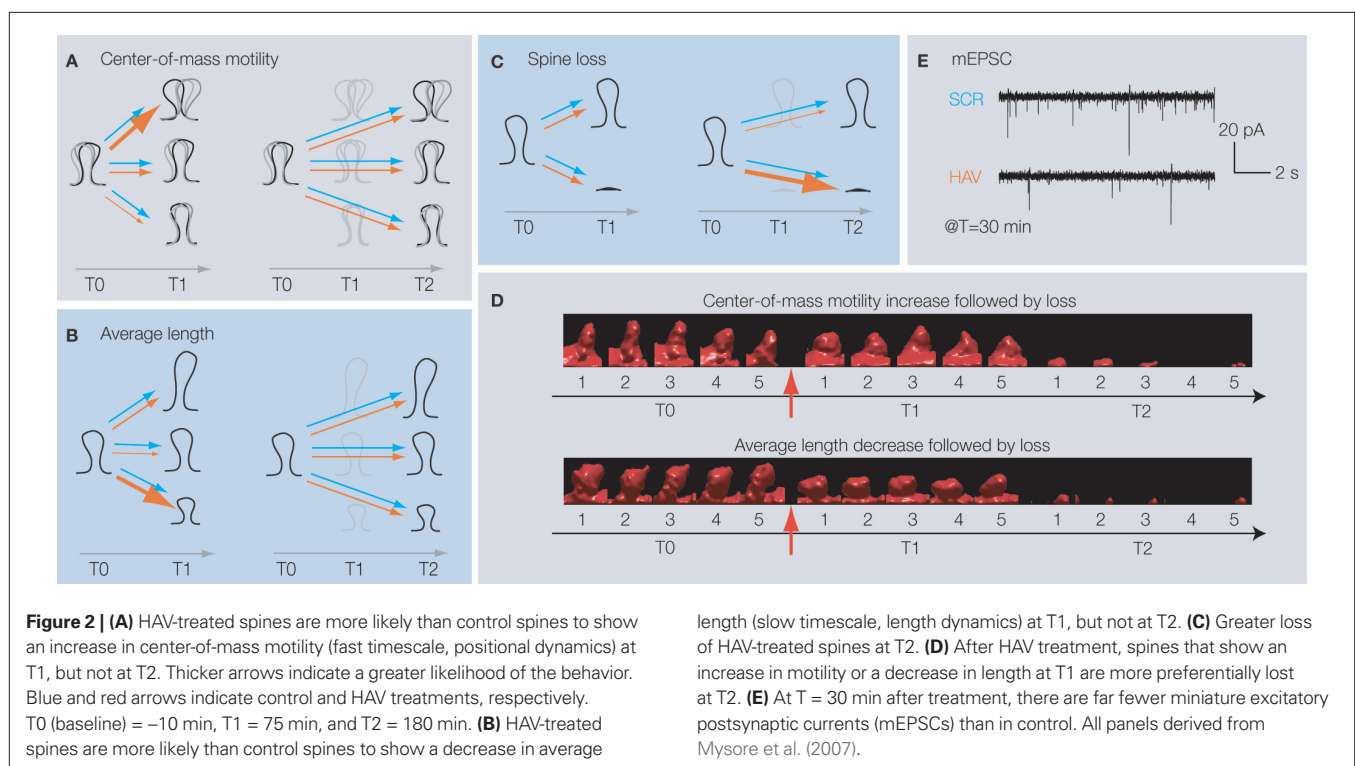 A Center-of-mass motility
T0 T1 T0 T1 T2
B Average length
T0 T1 T0 T1 T2
C Spine loss
T0 T1 T0 T1 T2
E mEPSC
SCR
20 pA
2 s
HAV
@T=30 min
D Center-of-mass motility increase followed by loss
1 2 3 4 5 1 2 3 4 5 1 2 3 4 5
T0 T1 T2
Average length decrease followed by loss
1 2 3 4 5 1 2 3 4 5 1 2 3 4 5
T0 T1 T2
Figure 2 | (A) HAV-treated spines are more likely than control spines to show
an increase in center-of-mass motility (fast timescale, positional dynamics) at
T1, but not at T2. Thicker arrows indicate a greater likelihood of the behavior.
Blue and red arrows indicate control and HAV treatments, respectively.
T0 (baseline) = –10 min, T1 = 75 min, and T2 = 180 min. (B) HAV-treated
spines are more likely than control spines to show a decrease in average
length (slow timescale, length dynamics) at T1, but not at T2. (C) Greater loss
of HAV-treated spines at T2. (D) After HAV treatment, spines that show an
increase in motility or a decrease in length at T1 are more preferentially lost
at T2. (E) At T = 30 min after treatment, there are far fewer miniature excitatory
postsynaptic currents (mEPSCs) than in control. All panels derived from
Mysore et al. (2007).